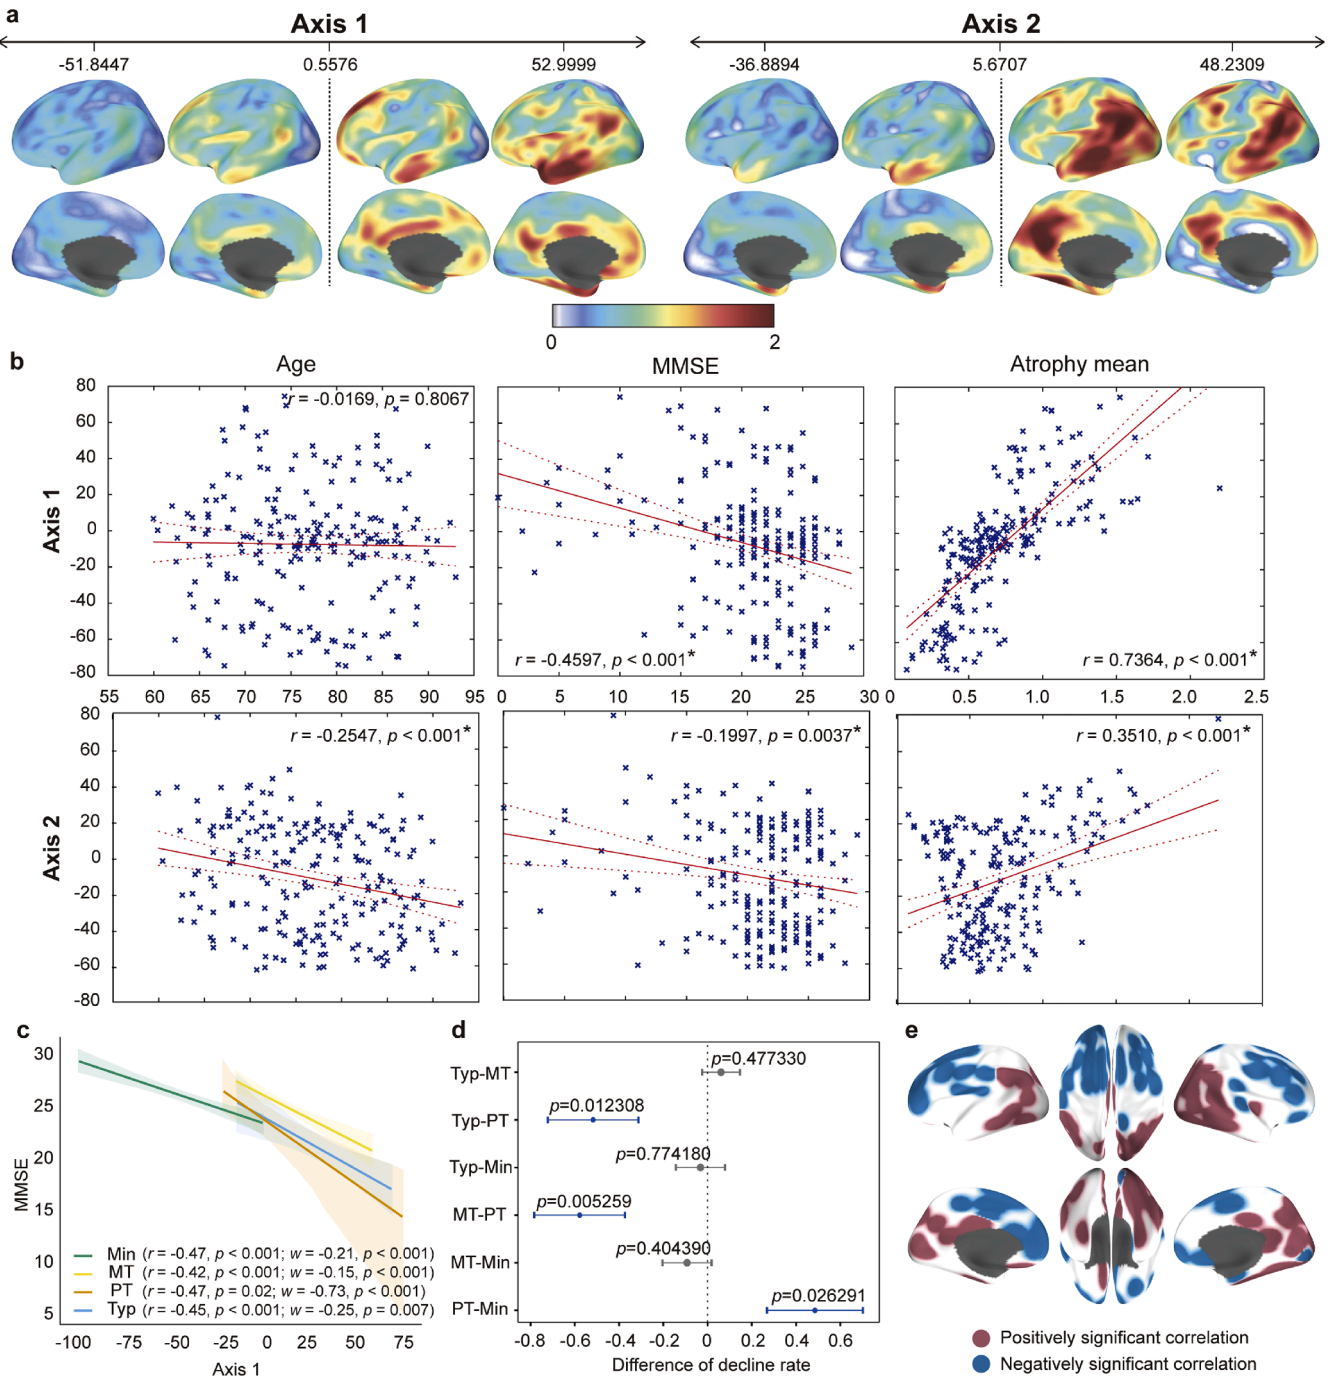 a
Axis 1
Axis 2
-51.8447
0.5576
52.9999
-36.8894
5.6707
48.2309
0
2
b
Age
MMSE
Atrophy mean
Axis 1
80
60
40
20
0
-20
-40
-60
-80
r = -0.0169, p = 0.8067
r = -0.4597, p < 0.001*
r = 0.7364, p < 0.001*
55 60 65 70 75 80 85 90 95
0 5 10 15 20 25 30
0 0.5 1.0 1.5 2.0 2.5
Axis 2
80
60
40
20
0
-20
-40
-60
-80
r = -0.2547, p < 0.001*
r = -0.1997, p = 0.0037*
r = 0.3510, p < 0.001*
c
MMSE
30
25
20
15
10
5
Min (r = -0.47, p < 0.001; w = -0.21, p < 0.001)
MT (r = -0.42, p < 0.001; w = -0.15, p < 0.001)
PT (r = -0.47, p = 0.02; w = -0.73, p < 0.001)
Typ (r = -0.45, p < 0.001; w = -0.25, p = 0.007)
-100 -75 -50 -25 0 25 50 75
Axis 1
d
Typ-MT
p=0.477330
Typ-PT
p=0.012308
Typ-Min
p=0.774180
MT-PT
p=0.005259
MT-Min
p=0.404390
PT-Min
p=0.026291
-0.8 -0.6 -0.4 -0.2 0 0.2 0.4 0.6
Difference of decline rate
e
Positively significant correlation
Negatively significant correlation